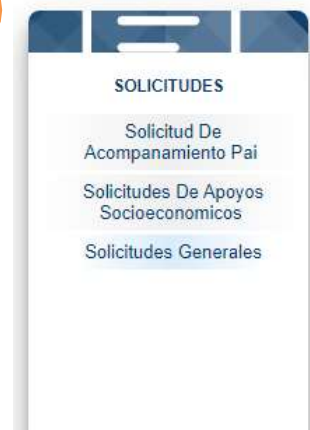 SOLICITUDES
Solicitud De
Acompanamiento Pai
Solicitudes De Apoyos
Socioeconomicos
Solicitudes Generales